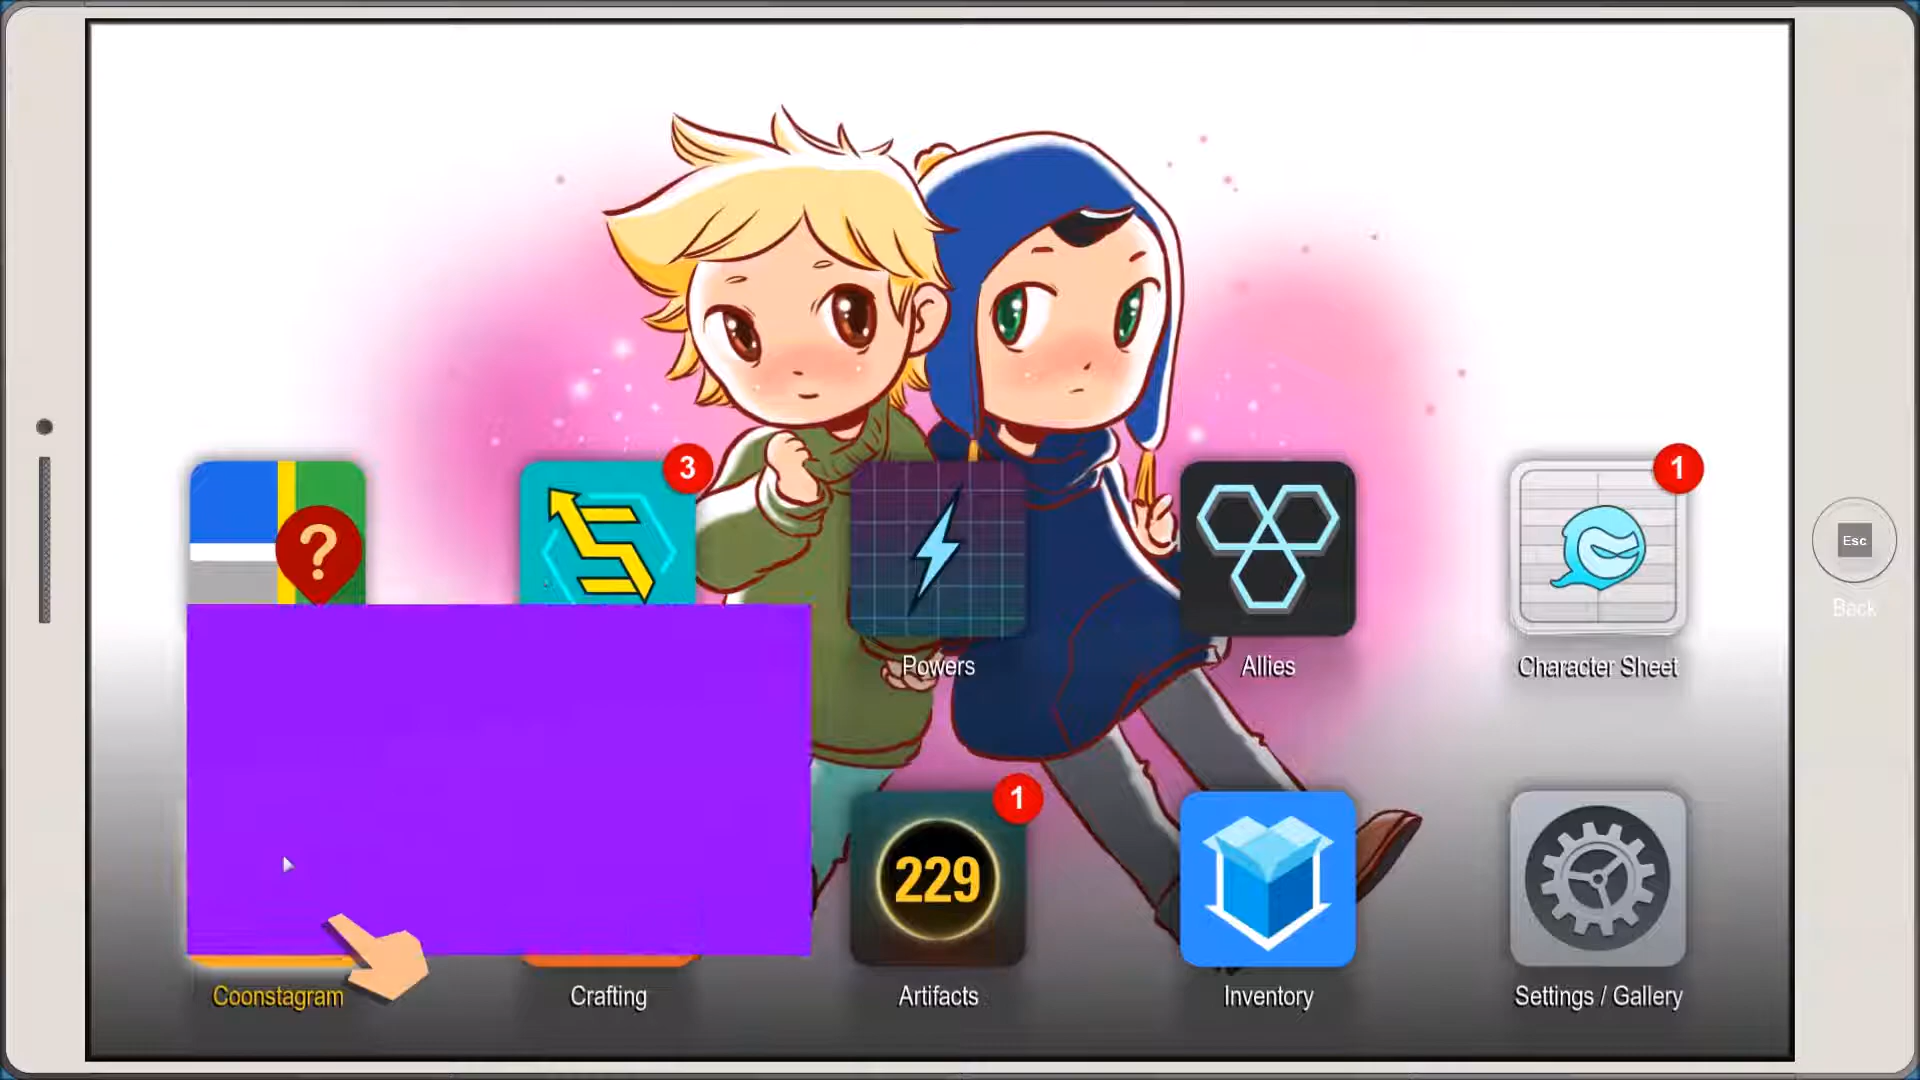 3
1
?
Esc
Back
Powers
Allies
Character Sheet
1
229
Coonstagram
Crafting
Artifacts
Inventory
Settings / Gallery